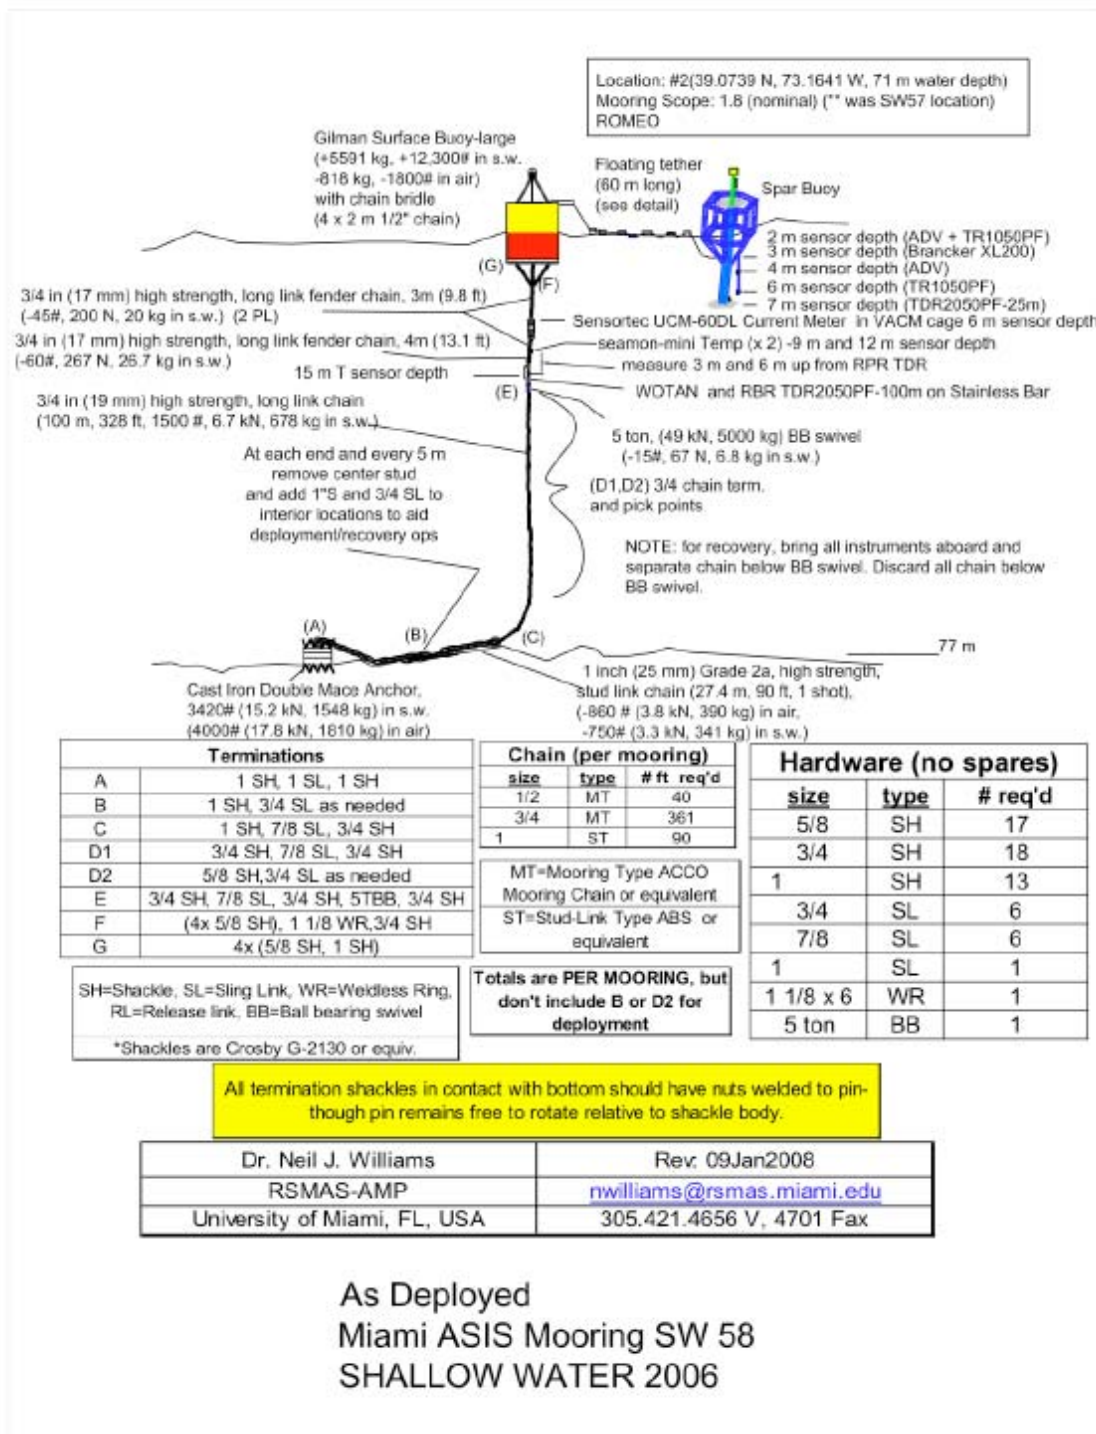 Location: #2(39.0739 N, 73.1641 W, 71 m water depth)
Mooring Scope: 1.8 (nominal) (** was SW57 location)
ROMEO
Gilman Surface Buoy-large
(+5591 kg, +12,300# in s.w.
-818 kg, -1800# in air)
with chain bridle
(4 x 2 m 1/2" chain)
Floating tether
(60 m long)
(see detail)
Spar Buoy
2 m sensor depth (ADV + TR1050PF)
3 m sensor depth (Brancker XL200)
4 m sensor depth (ADV)
6 m sensor depth (TR1050PF)
7 m sensor depth (TDR2050PF-25m)
(G)
(F)
3/4 in (17 mm) high strength, long link fender chain, 3m (9.8 ft)
(-45#, 200 N, 20 kg in s.w.) (2 PL)
Sensortec UCM-60DL Current Meter in VACM cage 6 m sensor depth
3/4 in (17 mm) high strength, long link fender chain, 4m (13.1 ft)
(-60#, 267 N, 26.7 kg in s.w.)
seamon-mini Temp (x 2) -9 m and 12 m sensor depth
measure 3 m and 6 m up from RPR TDR
15 m T sensor depth
(E)
WOTAN and RBR TDR2050PF-100m on Stainless Bar
3/4 in (19 mm) high strength, long link chain
(100 m, 328 ft, 1500 #, 6.7 kN, 678 kg in s.w.)
5 ton, (49 kN, 5000 kg) BB swivel
(-15#, 67 N, 6.8 kg in s.w.)
At each end and every 5 m
remove center stud
and add 1"S and 3/4 SL to
interior locations to aid
deployment/recovery ops
(D1,D2) 3/4 chain term.
and pick points
NOTE: for recovery, bring all instruments aboard and
separate chain below BB swivel. Discard all chain below
BB swivel.
(A)
(B)
(C)
77 m
Cast Iron Double Mace Anchor,
3420# (15.2 kN, 1548 kg) in s.w.
(4000# (17.8 kN, 1810 kg) in air)
1 inch (25 mm) Grade 2a, high strength,
stud link chain (27.4 m, 90 ft, 1 shot),
(-860 # (3.8 kN, 390 kg) in air,
-750# (3.3 kN, 341 kg) in s.w.)
Terminations
A 1 SH, 1 SL, 1 SH
B 1 SH, 3/4 SL as needed
C 1 SH, 7/8 SL, 3/4 SH
D1 3/4 SH, 7/8 SL, 3/4 SH
D2 5/8 SH,3/4 SL as needed
E 3/4 SH, 7/8 SL, 3/4 SH, 5TBB, 3/4 SH
F (4x 5/8 SH), 1 1/8 WR,3/4 SH
G 4x (5/8 SH, 1 SH)
Chain (per mooring)
size type # ft req'd
1/2 MT 40
3/4 MT 361
1 ST 90
MT=Mooring Type ACCO
Mooring Chain or equivalent
ST=Stud-Link Type ABS or
equivalent
Hardware (no spares)
size type # req'd
5/8 SH 17
3/4 SH 18
1 SH 13
3/4 SL 6
7/8 SL 6
1 SL 1
1 1/8 x 6 WR 1
5 ton BB 1
SH=Shackle, SL=Sling Link, WR=Weldless Ring,
RL=Release link, BB=Ball bearing swivel
*Shackles are Crosby G-2130 or equiv.
Totals are PER MOORING, but
don't include B or D2 for
deployment
All termination shackles in contact with bottom should have nuts welded to pin-
though pin remains free to rotate relative to shackle body.
Dr. Neil J. Williams Rev: 09Jan2008
RSMAS-AMP nwilliams@rsmas.miami.edu
University of Miami, FL, USA 305.421.4656 V, 4701 Fax
As Deployed
Miami ASIS Mooring SW 58
SHALLOW WATER 2006